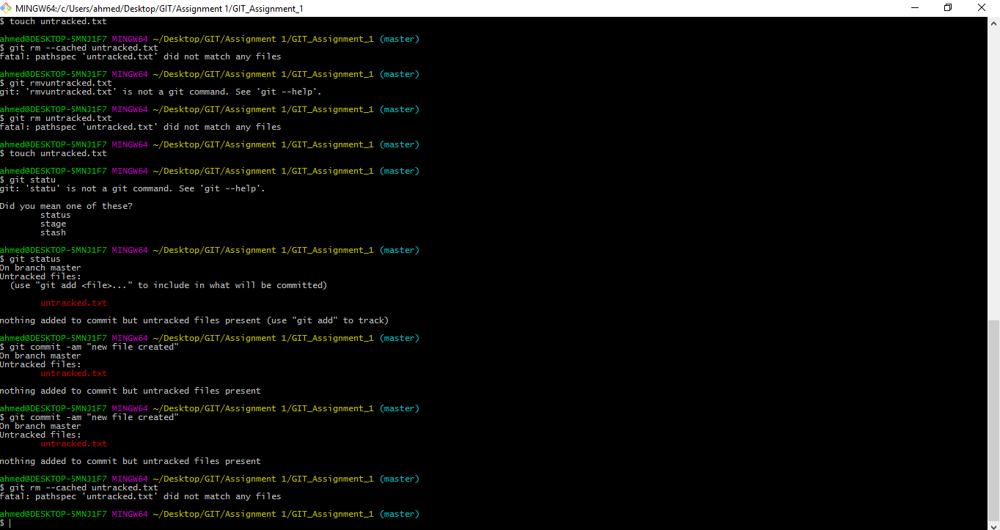 MINGW64:/c/Users/ahmed/Desktop/GIT/Assignment 1/GIT_Assignment_1
$ touch untracked.txt
ahmed@DESKTOP-5MNJ1F7 MINGW64 ~/Desktop/GIT/Assignment 1/GIT_Assignment_1 (master)
$ git rm --cached untracked.txt
fatal: pathspec 'untracked.txt' did not match any files
ahmed@DESKTOP-5MNJ1F7 MINGW64 ~/Desktop/GIT/Assignment 1/GIT_Assignment_1 (master)
$ git rmvuntracked.txt
git: 'rmvuntracked.txt' is not a git command. See 'git --help'.
ahmed@DESKTOP-5MNJ1F7 MINGW64 ~/Desktop/GIT/Assignment 1/GIT_Assignment_1 (master)
$ git rm untracked.txt
fatal: pathspec 'untracked.txt' did not match any files
ahmed@DESKTOP-5MNJ1F7 MINGW64 ~/Desktop/GIT/Assignment 1/GIT_Assignment_1 (master)
$ touch untracked.txt
ahmed@DESKTOP-5MNJ1F7 MINGW64 ~/Desktop/GIT/Assignment 1/GIT_Assignment_1 (master)
$ git statu
git: 'statu' is not a git command. See 'git --help'.
Did you mean one of these?
status
stage
stash
ahmed@DESKTOP-5MNJ1F7 MINGW64 ~/Desktop/GIT/Assignment 1/GIT_Assignment_1 (master)
$ git status
On branch master
Untracked files:
(use "git add <file>..." to include in what will be committed)
untracked.txt
nothing added to commit but untracked files present (use "git add" to track)
ahmed@DESKTOP-5MNJ1F7 MINGW64 ~/Desktop/GIT/Assignment 1/GIT_Assignment_1 (master)
$ git commit -am "new file created"
On branch master
Untracked files:
untracked.txt
nothing added to commit but untracked files present
ahmed@DESKTOP-5MNJ1F7 MINGW64 ~/Desktop/GIT/Assignment 1/GIT_Assignment_1 (master)
$ git commit -am "new file created"
On branch master
Untracked files:
untracked.txt
nothing added to commit but untracked files present
ahmed@DESKTOP-5MNJ1F7 MINGW64 ~/Desktop/GIT/Assignment 1/GIT_Assignment_1 (master)
$ git rm --cached untracked.txt
fatal: pathspec 'untracked.txt' did not match any files
ahmed@DESKTOP-5MNJ1F7 MINGW64 ~/Desktop/GIT/Assignment 1/GIT_Assignment_1 (master)
$